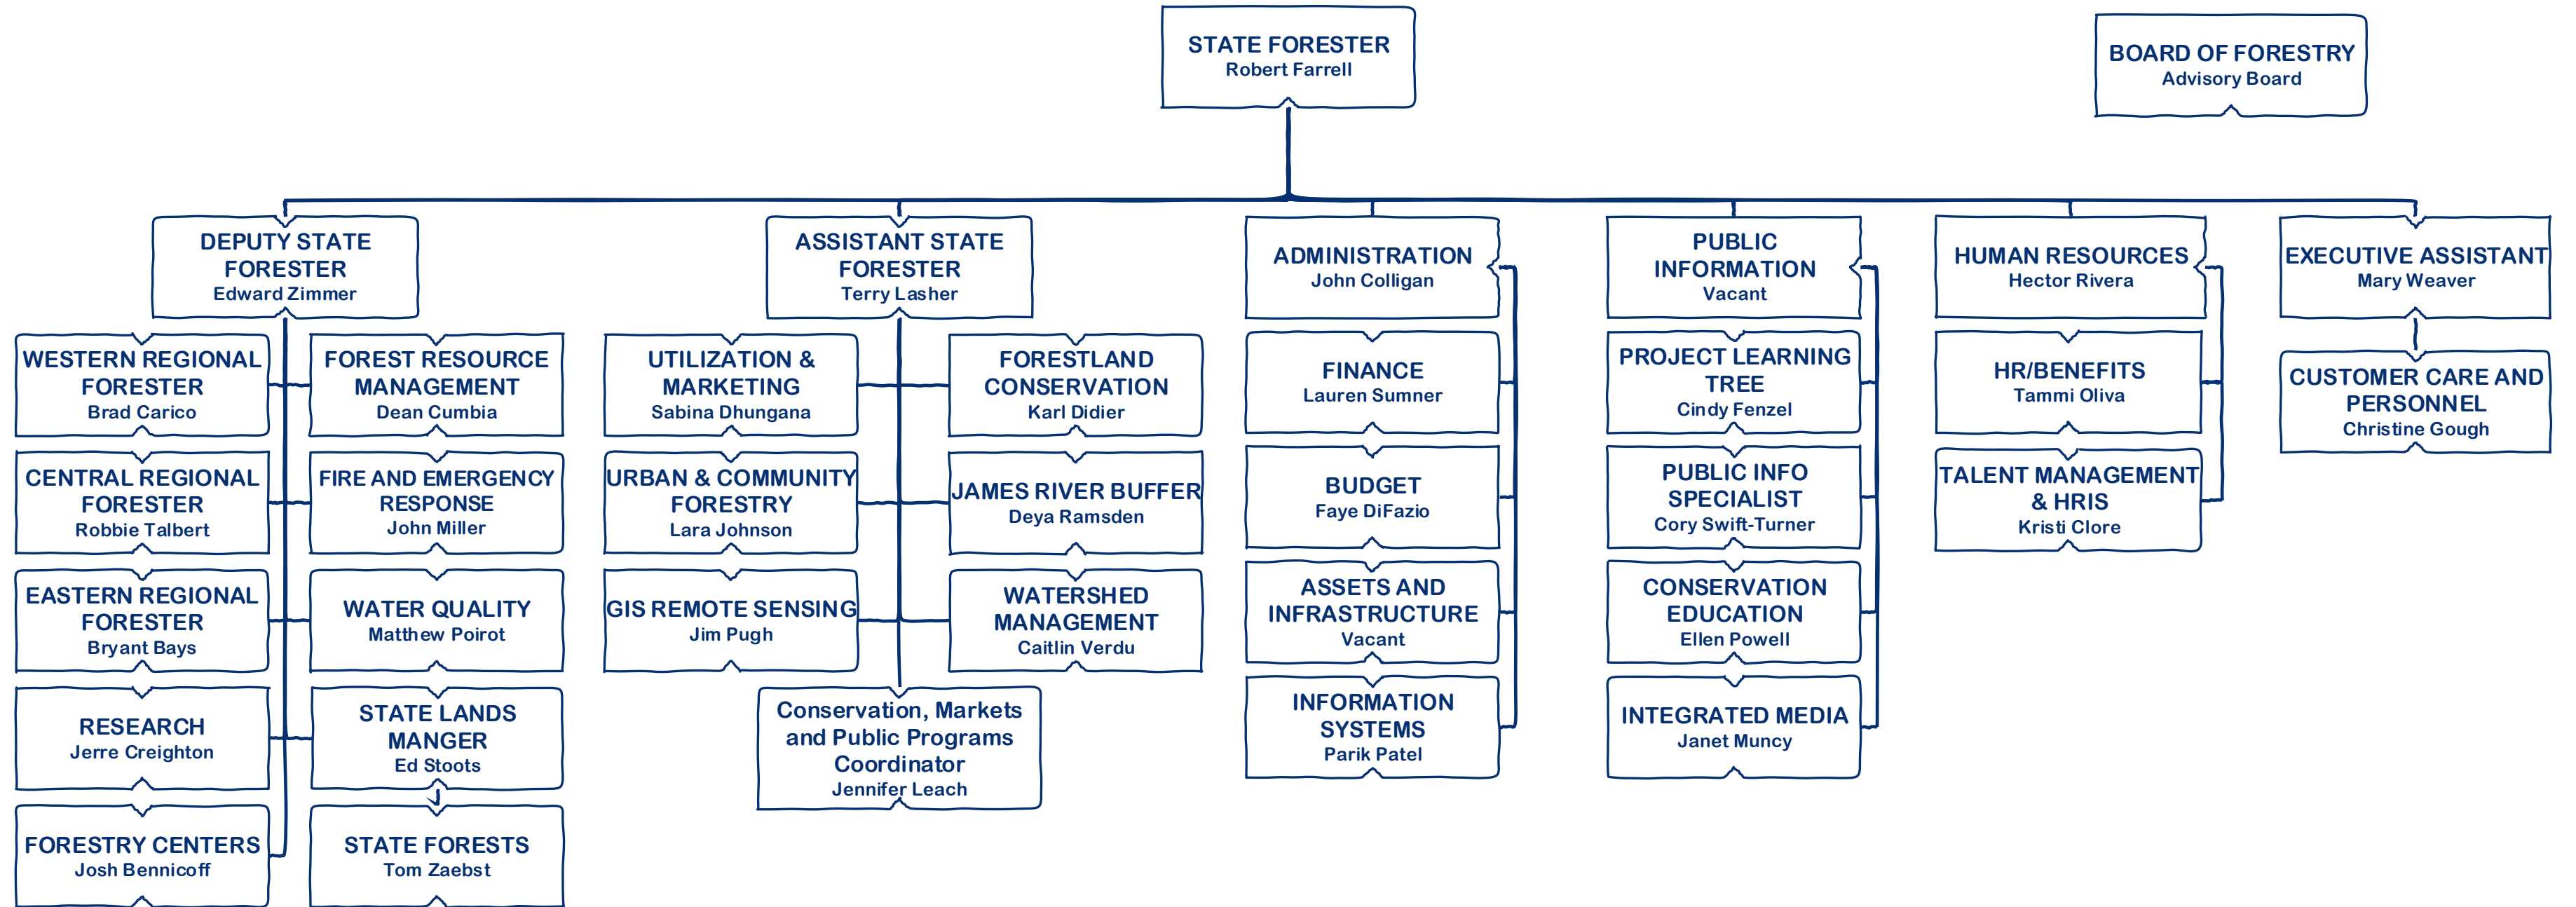 STATE FORESTER
Robert Farrell
BOARD OF FORESTRY
Advisory Board
DEPUTY STATE
FORESTER
Edward Zimmer
WESTERN REGIONAL
FORESTER
Brad Carico
FOREST RESOURCE
MANAGEMENT
Dean Cumbia
CENTRAL REGIONAL
FORESTER
Robbie Talbert
FIRE AND EMERGENCY
RESPONSE
John Miller
EASTERN REGIONAL
FORESTER
Bryant Bays
WATER QUALITY
Matthew Poirot
RESEARCH
Jerre Creighton
STATE LANDS
MANGER
Ed Stoots
FORESTRY CENTERS
Josh Bennicoff
STATE FORESTS
Tom Zaebst
ASSISTANT STATE
FORESTER
Terry Lasher
UTILIZATION &
MARKETING
Sabina Dhungana
FORESTLAND
CONSERVATION
Karl Didier
URBAN & COMMUNITY
FORESTRY
Lara Johnson
JAMES RIVER BUFFER
Deya Ramsden
GIS REMOTE SENSING
Jim Pugh
WATERSHED
MANAGEMENT
Caitlin Verdu
Conservation, Markets
and Public Programs
Coordinator
Jennifer Leach
ADMINISTRATION
John Colligan
FINANCE
Lauren Sumner
BUDGET
Faye DiFazio
ASSETS AND
INFRASTRUCTURE
Vacant
INFORMATION
SYSTEMS
Parik Patel
PUBLIC
INFORMATION
Vacant
PROJECT LEARNING
TREE
Cindy Fenzel
PUBLIC INFO
SPECIALIST
Cory Swift-Turner
CONSERVATION
EDUCATION
Ellen Powell
INTEGRATED MEDIA
Janet Muncy
HUMAN RESOURCES
Hector Rivera
HR/BENEFITS
Tammi Oliva
TALENT MANAGEMENT
& HRIS
Kristi Clore
EXECUTIVE ASSISTANT
Mary Weaver
CUSTOMER CARE AND
PERSONNEL
Christine Gough